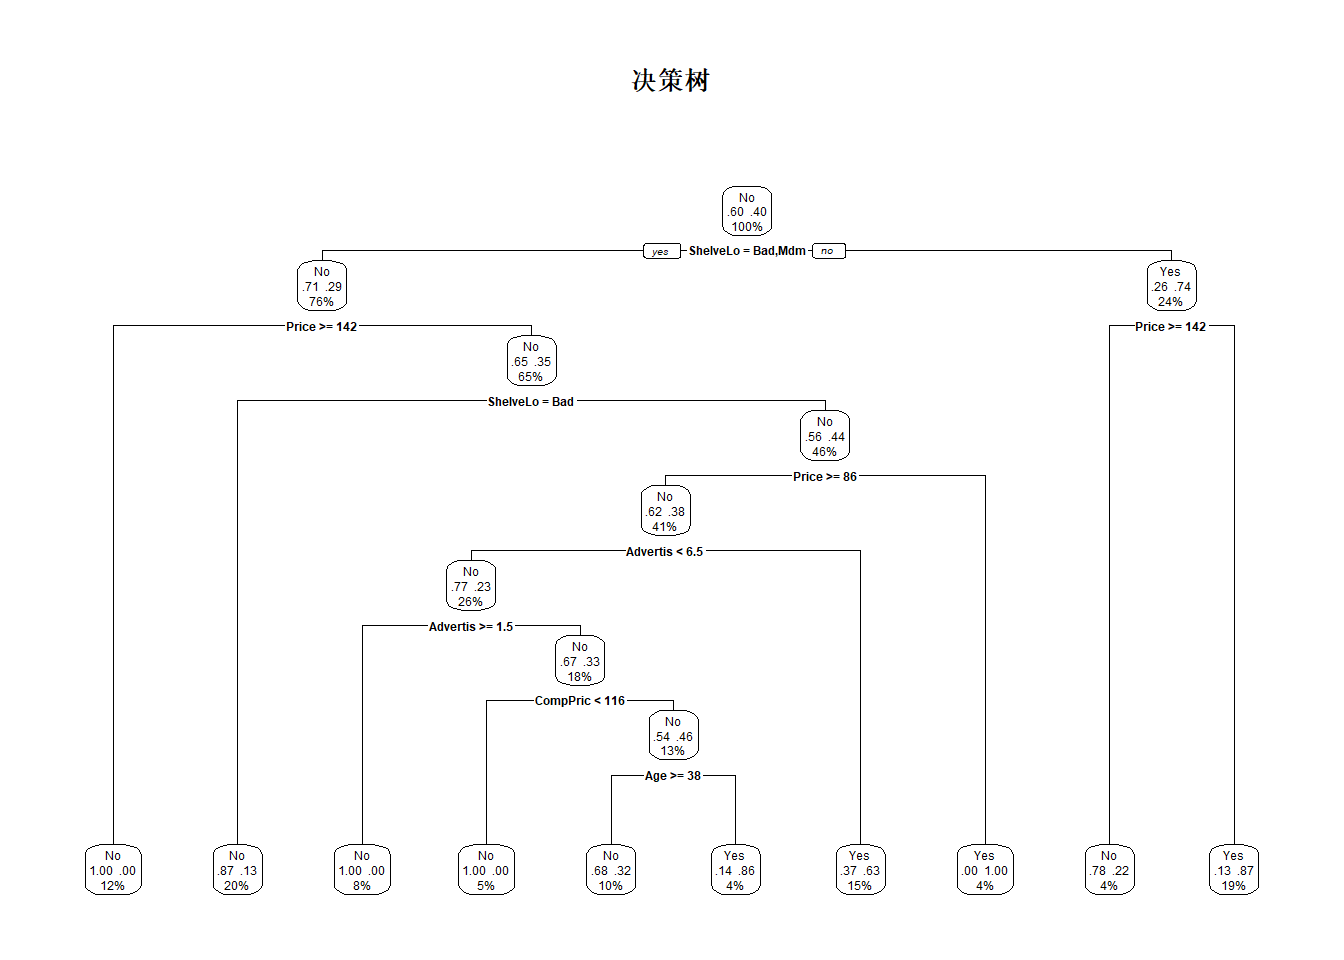 决策树
No
.60 .40
100%
yes
ShelveLo = Bad,Mdm
no
No
.71 .29
76%
Yes
.26 .74
24%
Price >= 142
Price >= 142
No
.65 .35
65%
ShelveLo = Bad
No
.56 .44
46%
Price >= 86
No
.62 .38
41%
Advertis < 6.5
No
.77 .23
26%
Advertis >= 1.5
No
.67 .33
18%
CompPric < 116
No
.54 .46
13%
Age >= 38
No
1.00 .00
12%
No
.87 .13
20%
No
1.00 .00
8%
No
1.00 .00
5%
No
.68 .32
10%
Yes
.14 .86
4%
Yes
.37 .63
15%
Yes
.00 1.00
4%
No
.78 .22
4%
Yes
.13 .87
19%